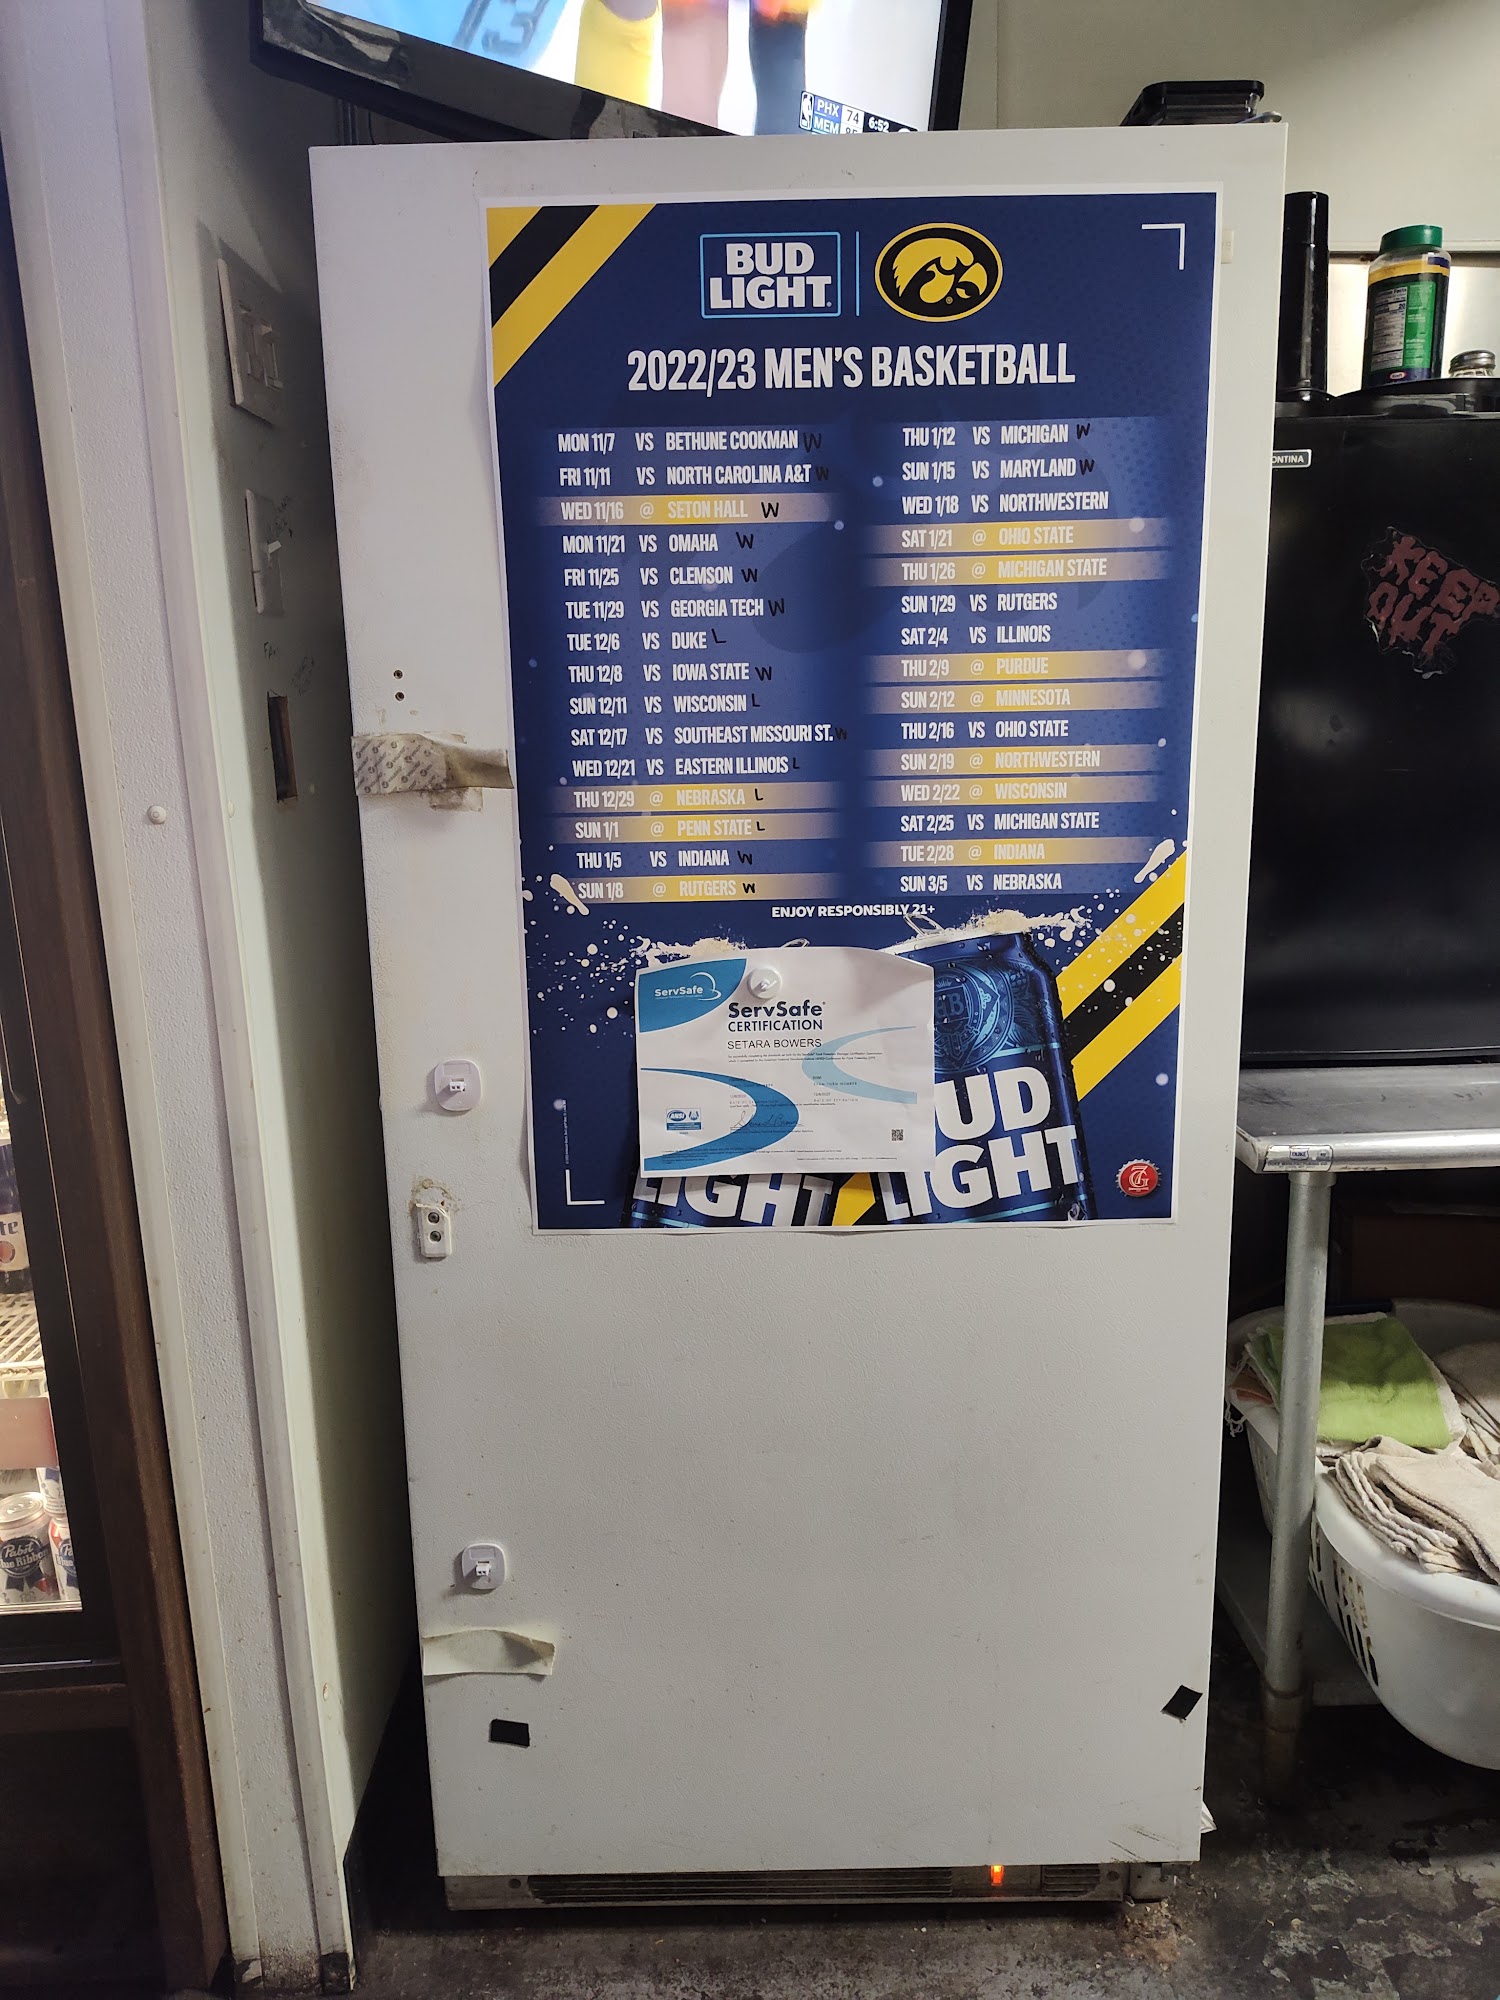 PHX 74
MEM
6:52
BUD
LIGHT
2022/23 MEN'S BASKETBALL
MON 11/7 VS BETHUNE COOKMAN W
FRI 11/11 VS NORTH CAROLINA A&T W
WED 11/16 @ SETON HALL W
MON 11/21 VS OMAHA W
FRI 11/25 VS CLEMSON W
TUE 11/29 VS GEORGIA TECH W
TUE 12/6 VS DUKE L
THU 12/8 VS IOWA STATE W
SUN 12/11 VS WISCONSIN L
SAT 12/17 VS SOUTHEAST MISSOURI ST. W
WED 12/21 VS EASTERN ILLINOIS L
THU 12/29 @ NEBRASKA L
SUN 1/1 @ PENN STATE L
THU 1/5 VS INDIANA W
SUN 1/8 @ RUTGERS W
THU 1/12 VS MICHIGAN W
SUN 1/15 VS MARYLAND W
WED 1/18 VS NORTHWESTERN
SAT 1/21 @ OHIO STATE
THU 1/26 @ MICHIGAN STATE
SUN 1/29 VS RUTGERS
SAT 2/4 VS ILLINOIS
THU 2/9 @ PURDUE
SUN 2/12 @ MINNESOTA
THU 2/16 VS OHIO STATE
SUN 2/19 @ NORTHWESTERN
WED 2/22 @ WISCONSIN
SAT 2/25 VS MICHIGAN STATE
TUE 2/28 @ INDIANA
SUN 3/5 VS NEBRASKA
ENJOY RESPONSIBLY 21+
ServSafe
ServSafe
CERTIFICATION
SETARA BOWERS
ANSI
UD
LIGHT
LIGHT
G7
ONTINA
KEEP
OUT
DUKE
te
Pabst
ue Ribbon